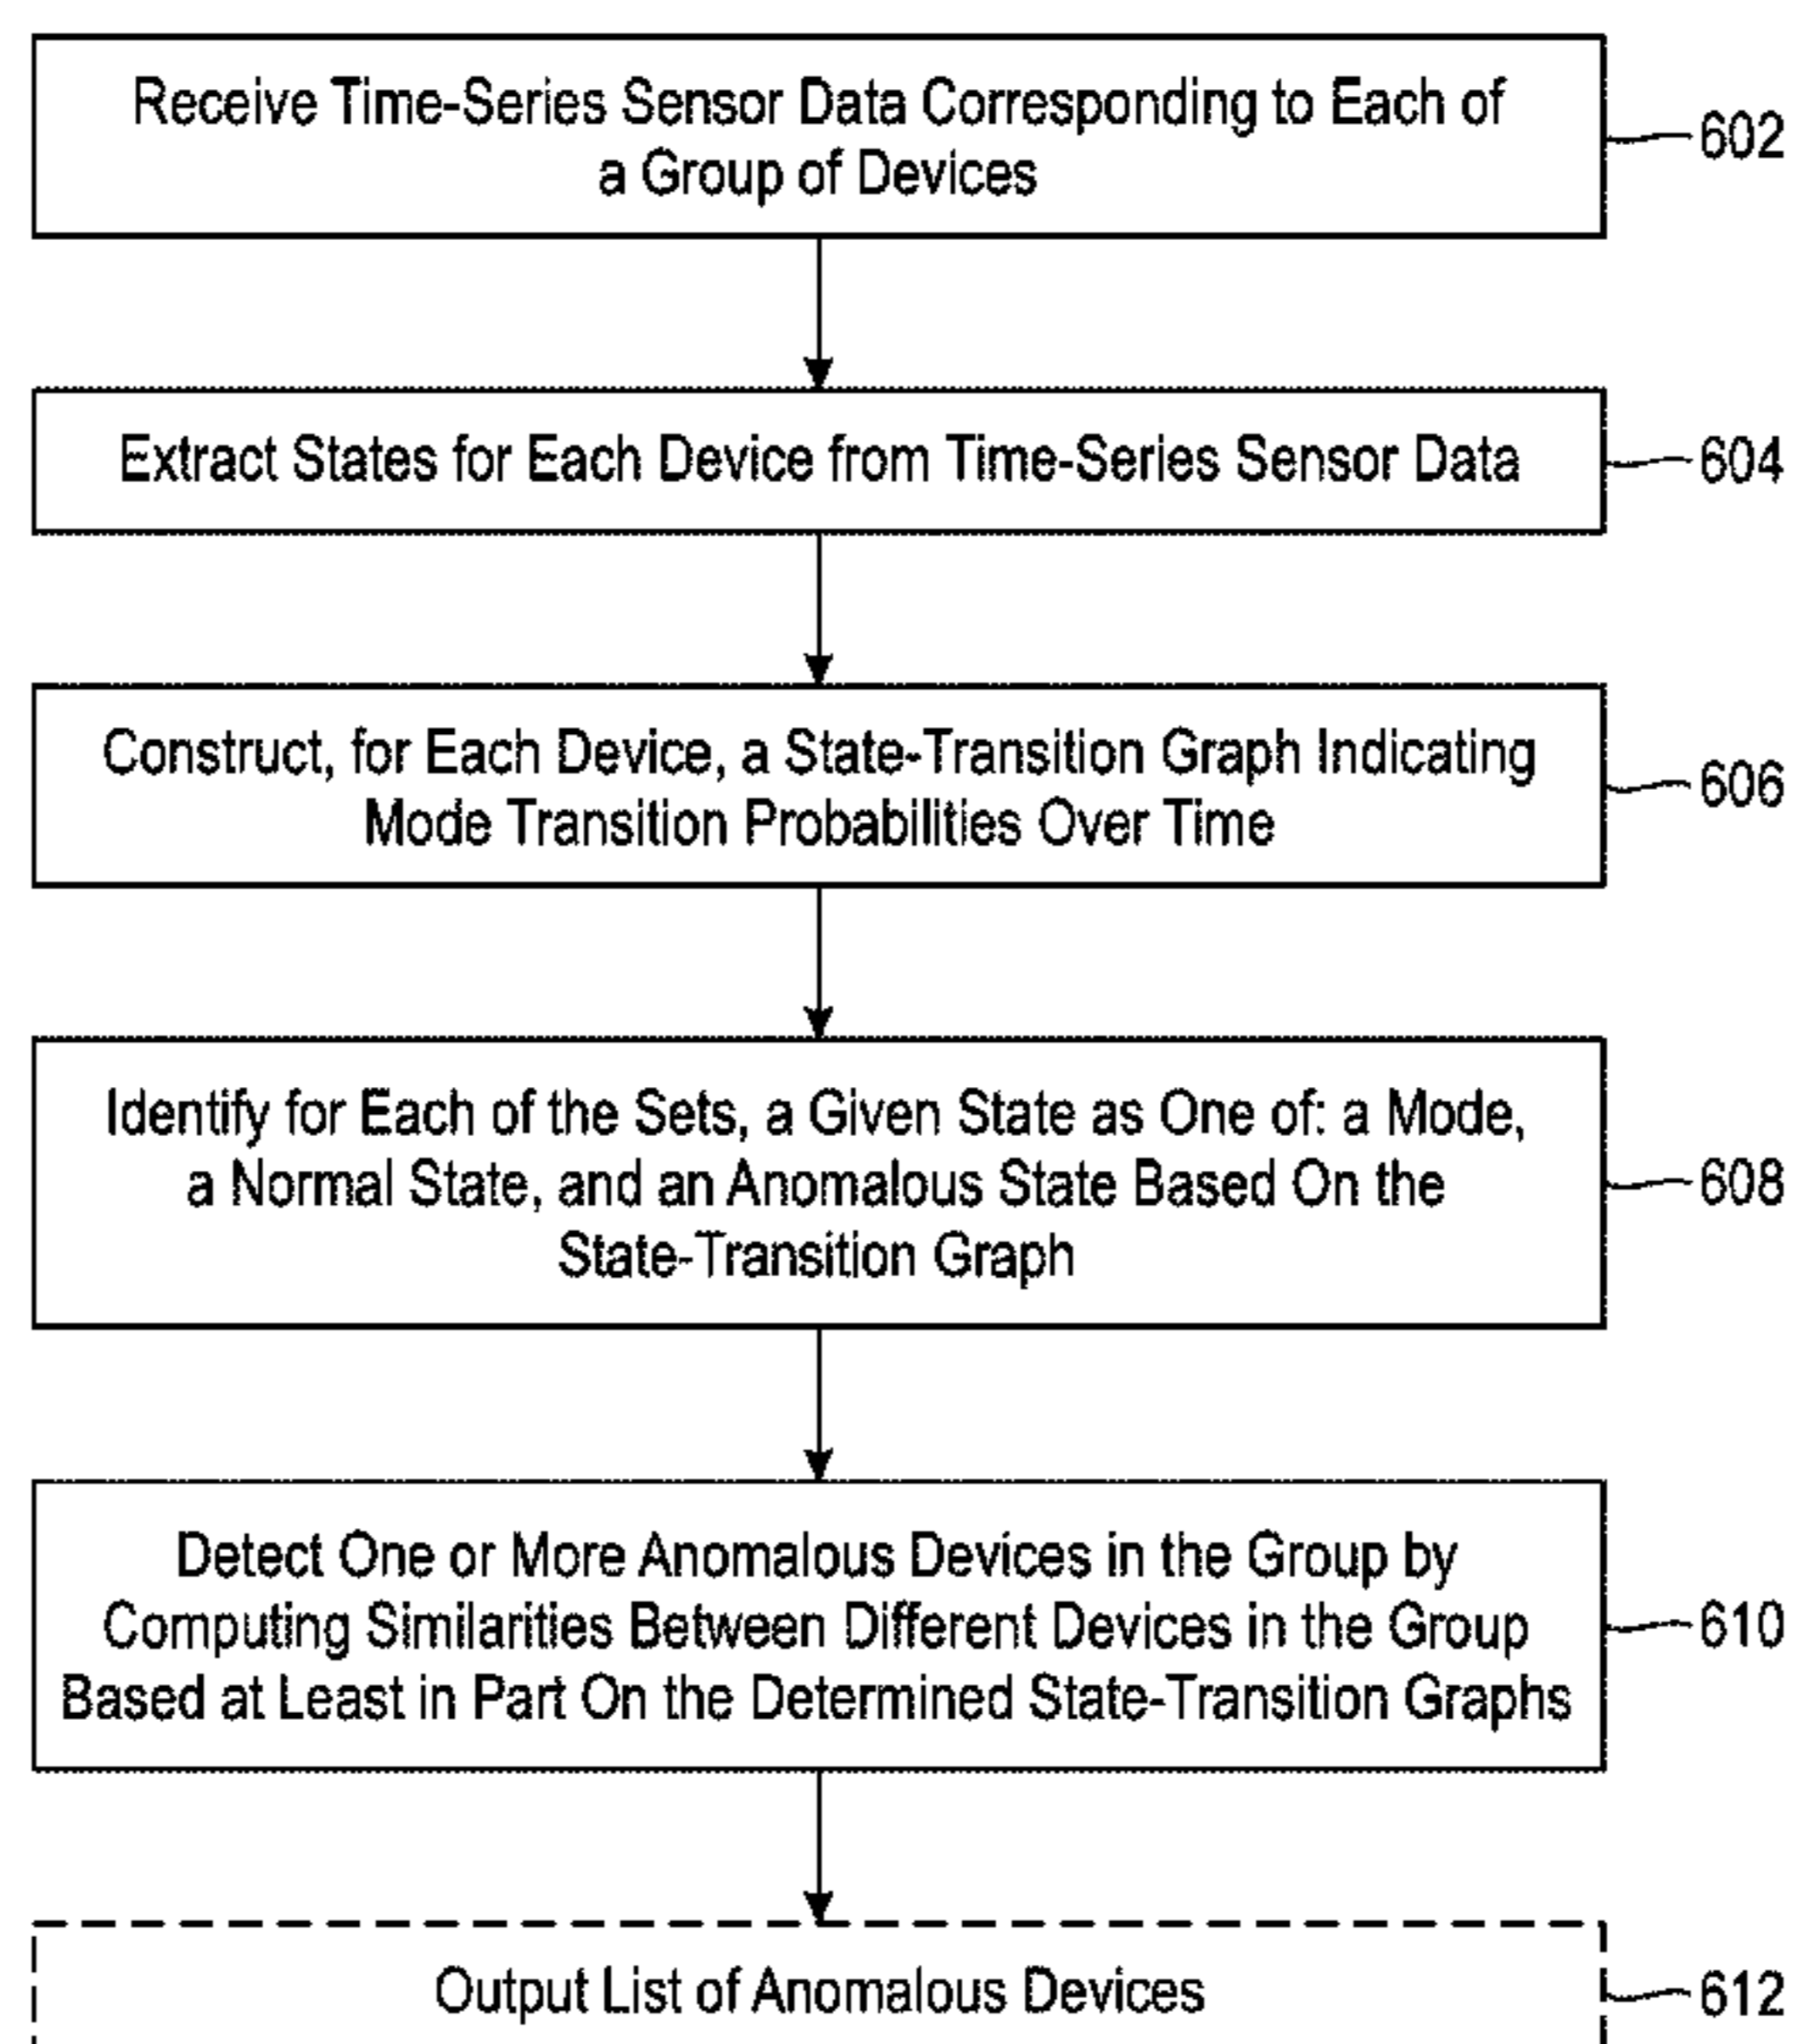 Receive Time-Series Sensor Data Corresponding to Each of
a Group of Devices
602
Extract States for Each Device from Time-Series Sensor Data
604
Construct, for Each Device, a State-Transition Graph Indicating
Mode Transition Probabilities Over Time
606
Identify for Each of the Sets, a Given State as One of: a Mode,
a Normal State, and an Anomalous State Based On the
State-Transition Graph
608
Detect One or More Anomalous Devices in the Group by
Computing Similarities Between Different Devices in the Group
Based at Least in Part On the Determined State-Transition Graphs
610
Output List of Anomalous Devices
612